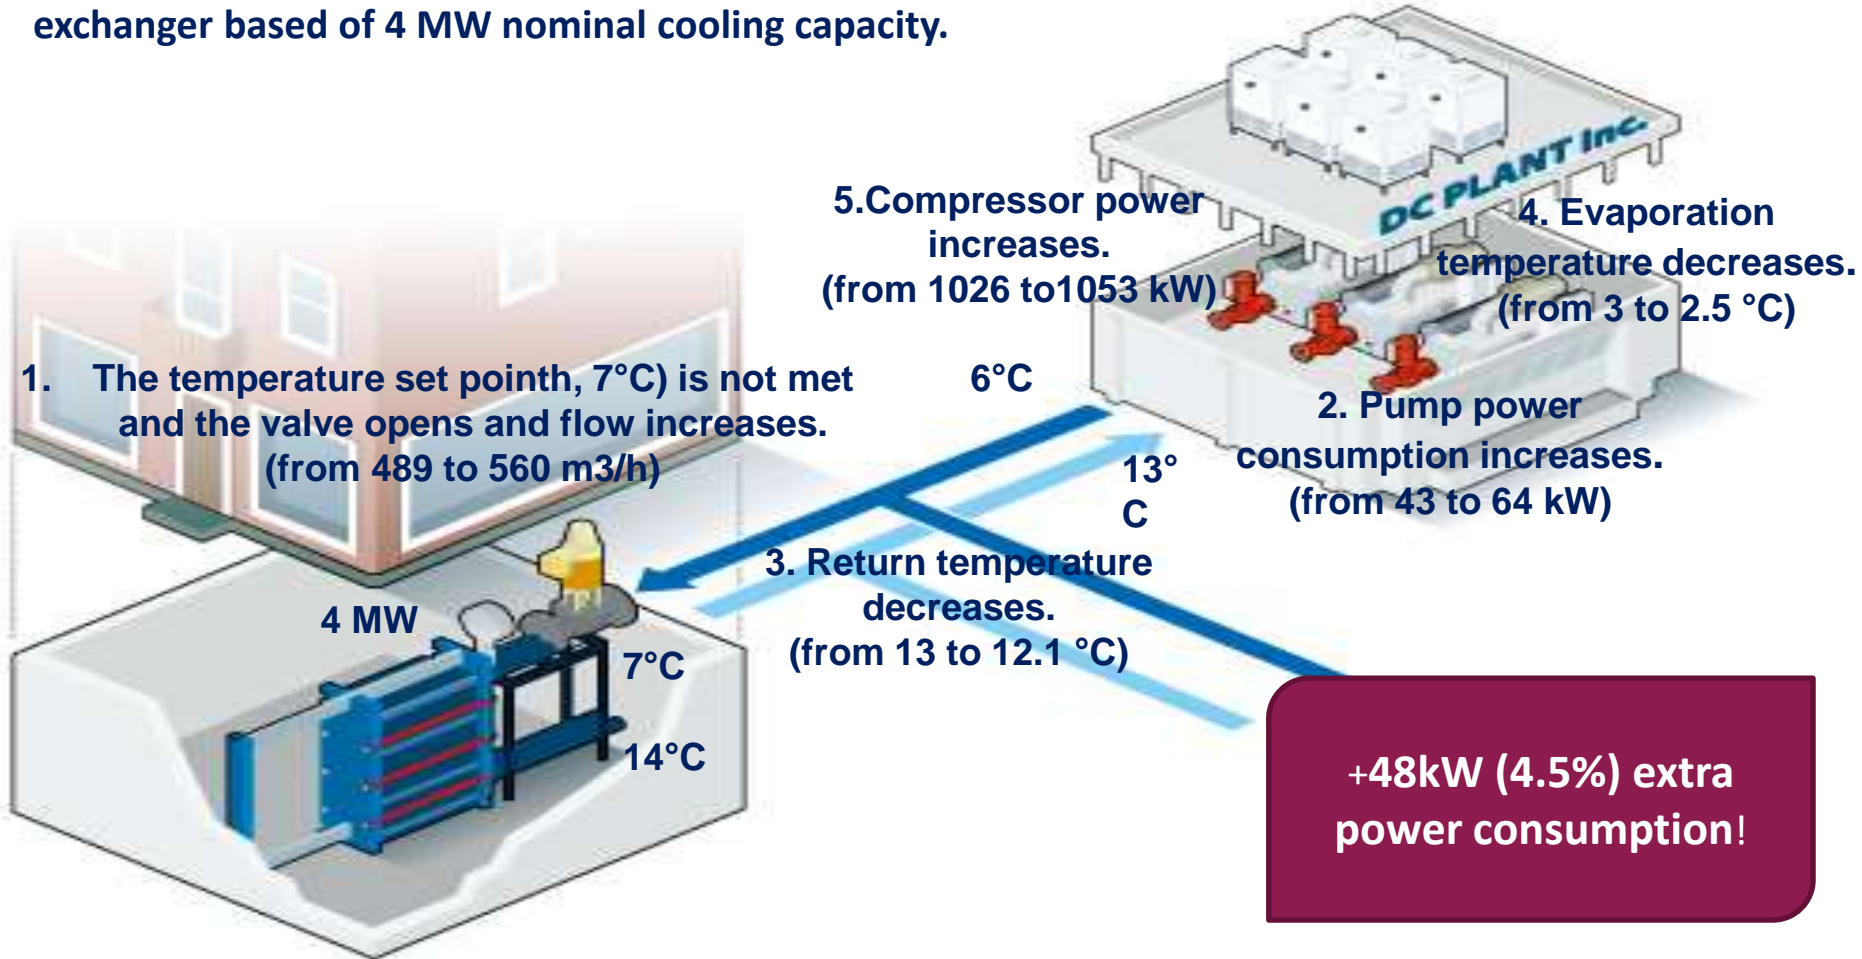 exchanger based of 4 MW nominal cooling capacity.
DC PLANT Inc.
5.Compressor power
increases.
(from 1026 to1053 kW)
4. Evaporation
temperature decreases.
(from 3 to 2.5 °C)
1. The temperature set pointh, 7°C) is not met
and the valve opens and flow increases.
(from 489 to 560 m3/h)
6°C
2. Pump power
consumption increases.
(from 43 to 64 kW)
13°
C
3. Return temperature
decreases.
(from 13 to 12.1 °C)
4 MW
7°C
14°C
+48kW (4.5%) extra
power consumption!